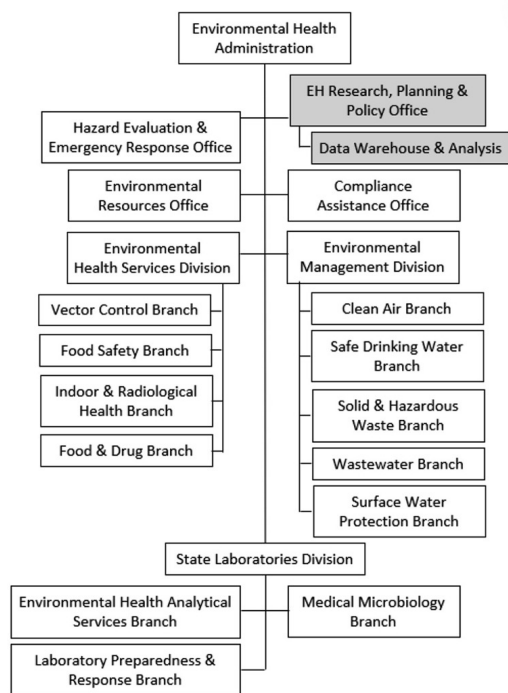 Environmental Health
Administration
EH Research, Planning &
Policy Office
Hazard Evaluation &
Emergency Response Office
Data Warehouse & Analysis
Environmental
Resources Office
Compliance
Assistance Office
Environmental
Health Services Division
Environmental
Management Division
Vector Control Branch
Food Safety Branch
Indoor & Radiological
Health Branch
Food & Drug Branch
Clean Air Branch
Safe Drinking Water
Branch
Solid & Hazardous
Waste Branch
Wastewater Branch
Surface Water
Protection Branch
State Laboratories Division
Environmental Health Analytical
Services Branch
Medical Microbiology
Branch
Laboratory Preparedness &
Response Branch